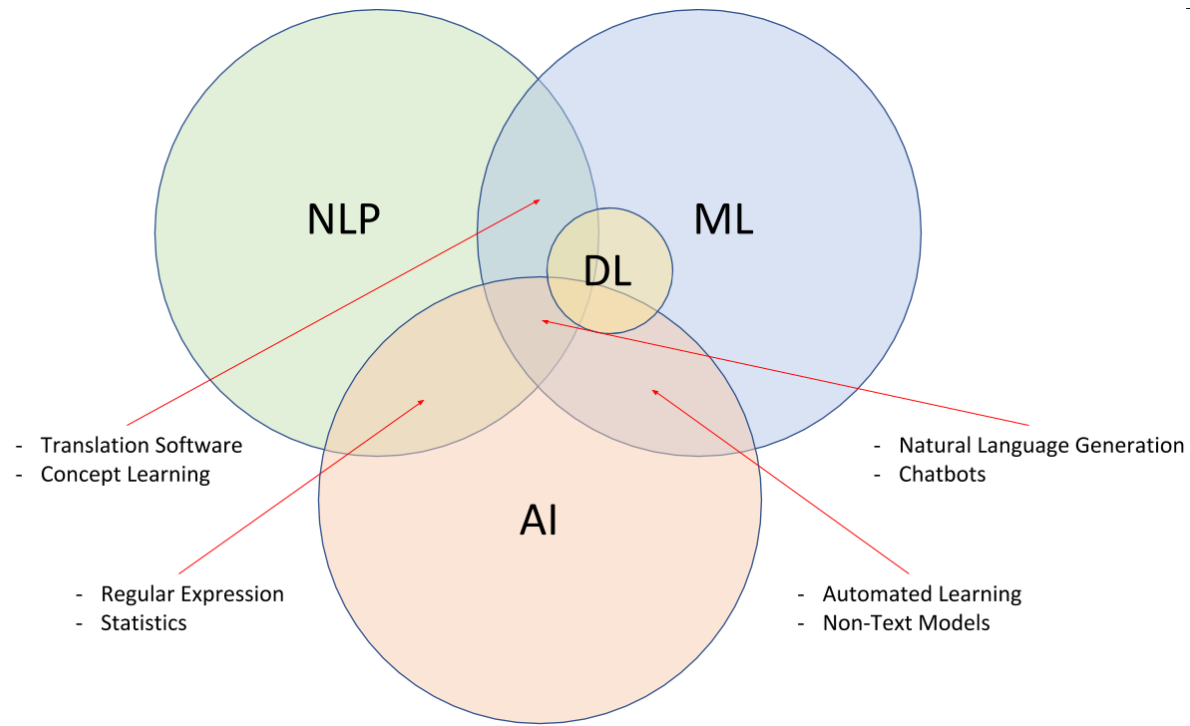 NLP
ML
DL
AI
- Translation Software
- Concept Learning
- Natural Language Generation
- Chatbots
- Regular Expression
- Statistics
- Automated Learning
- Non-Text Models